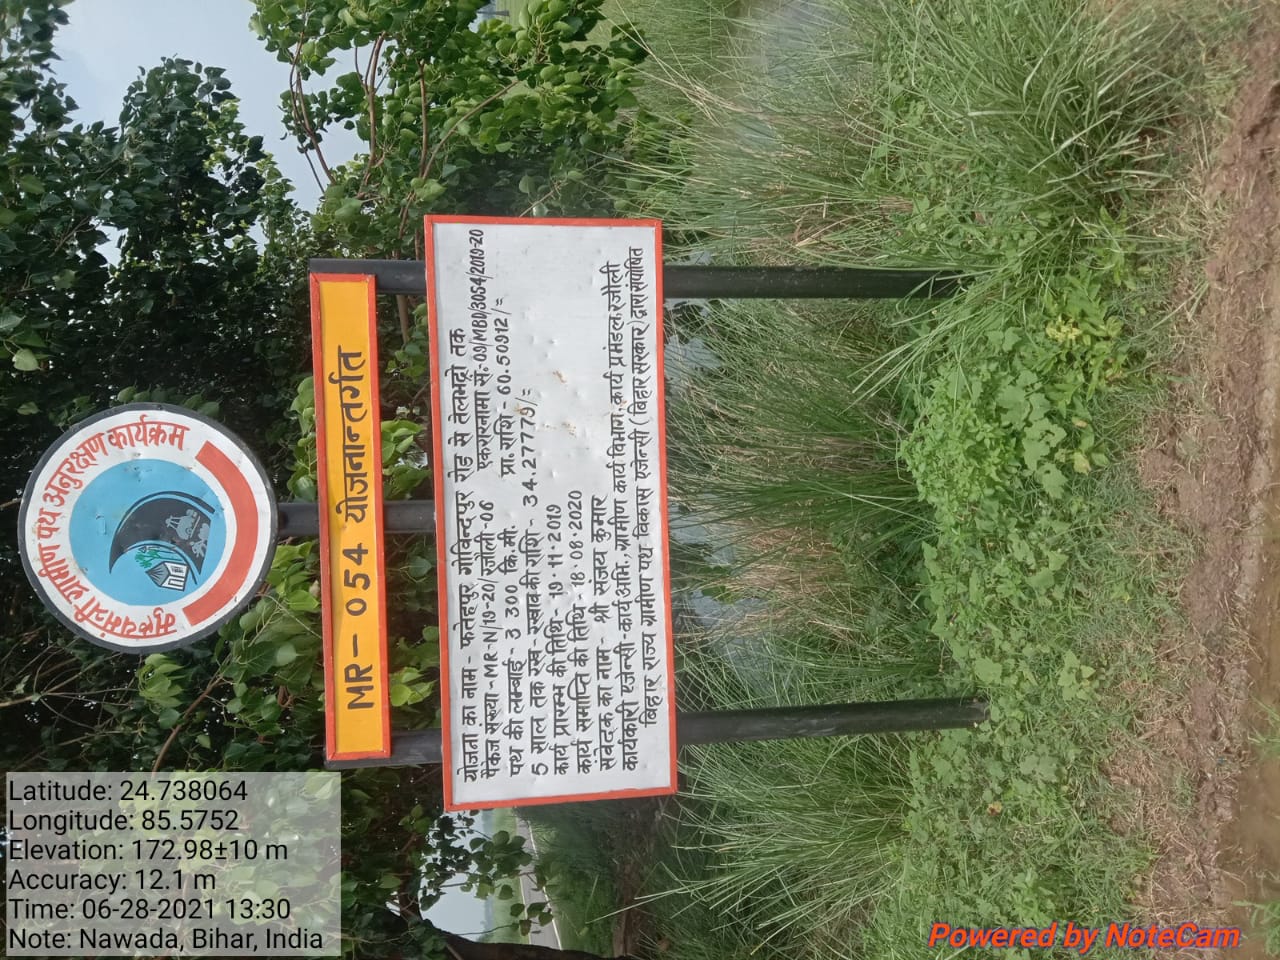 मुख्यमंत्री ग्रामीण पथ अनुरक्षण कार्यक्रम
MR-054 योजनान्तर्गत
योजना का नाम - फतेहपुर गोविन्दपुर रोड से तेलभद्रो तक
पैकेज संख्या - MR-N/19-20/ रजौली-06 एकरारनामा सं. 09/MBD/3054/2019-20
पथ की लम्बाई - 3 300 कि.मी. प्रा. राशि - 60.50912/=
5 साल तक रख - रखाव की राशि - 34.27779/=
कार्य प्रारम्भ की तिथि - 19.11.2019
कार्य समाप्ति की तिथि - 18.08.2020
संवेदक का नाम - श्री संजय कुमार
कार्यकारी एजेन्सी - कार्य अभि., ग्रामीण कार्य विभाग, कार्य प्रमंडल, रजौली
बिहार राज्य ग्रामीण पथ विकास एजेन्सी ( बिहार सरकार ) द्वारा संपोषित
Latitude: 24.738064
Longitude: 85.5752
Elevation: 172.98±10 m
Accuracy: 12.1 m
Time: 06-28-2021 13:30
Note: Nawada, Bihar, India
Powered by NoteCam